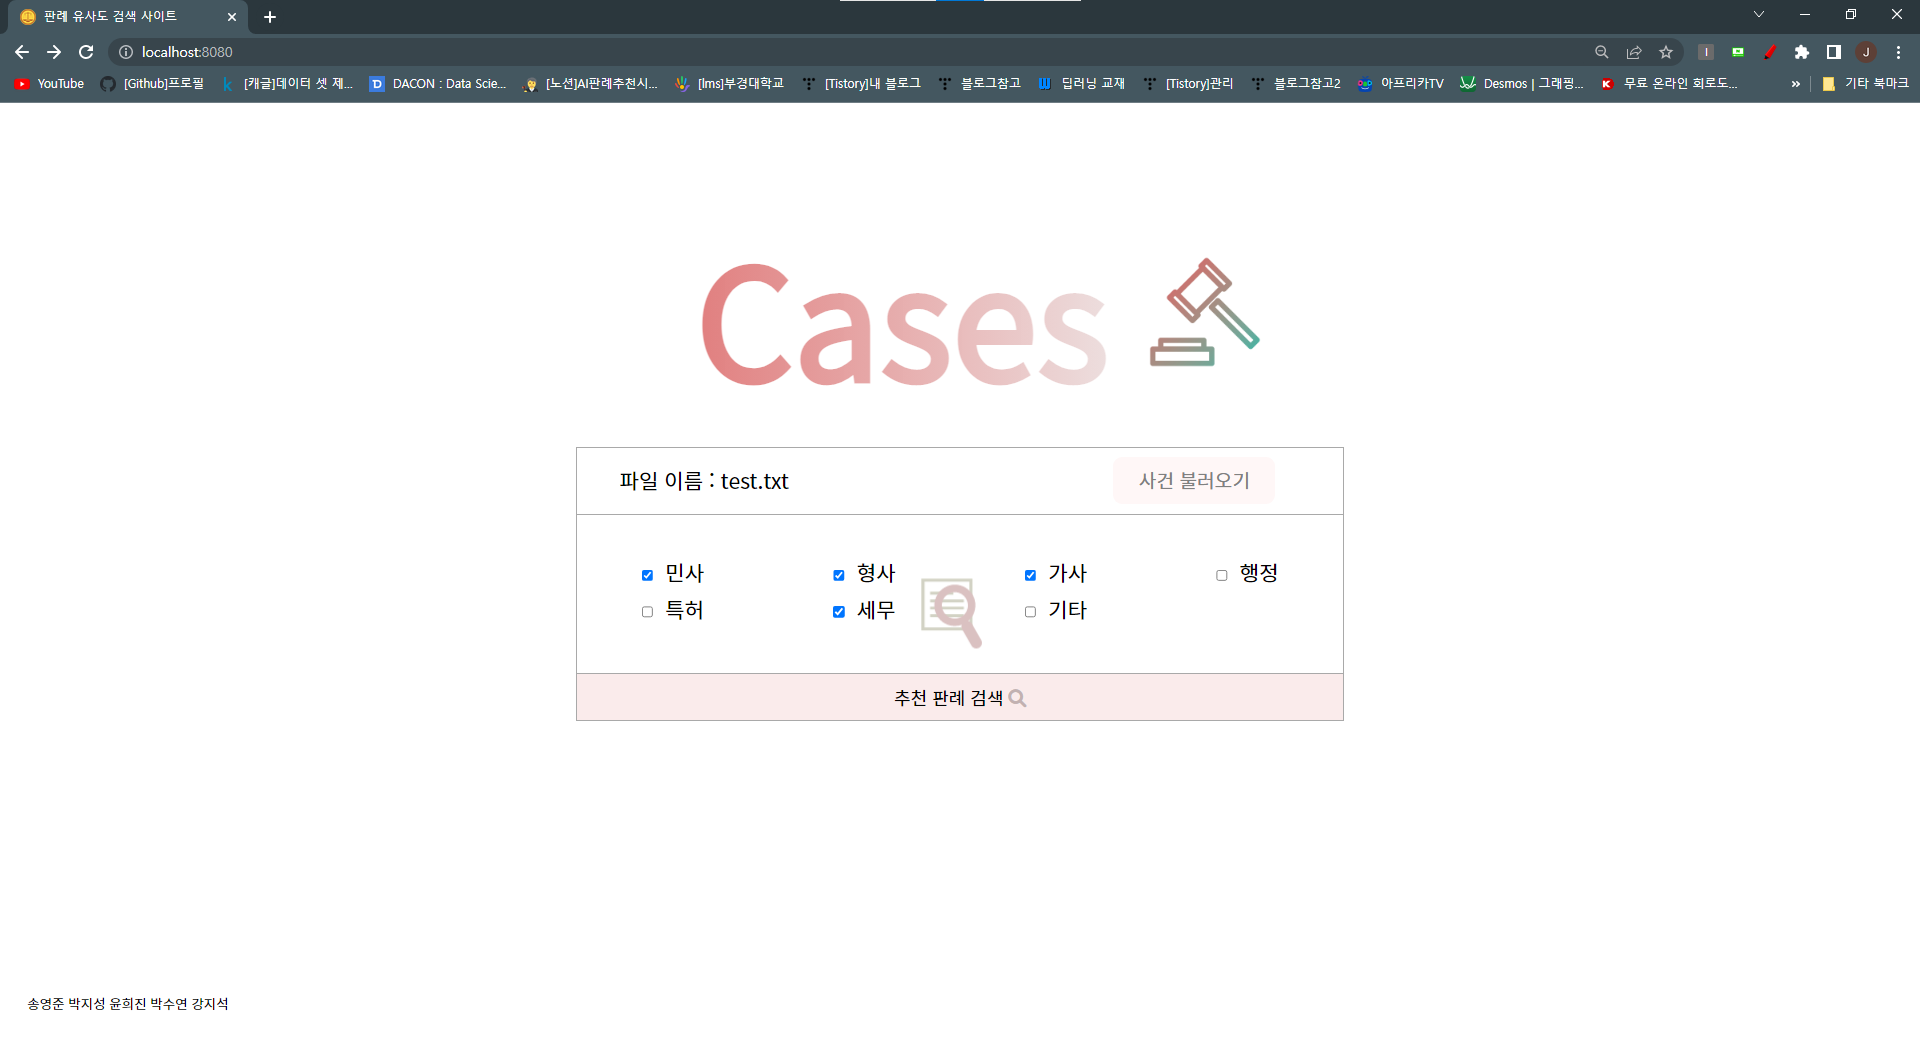 판례 유사도 검색 사이트
localhost:8080
J
YouTube [Github]프로필 [캐글]데이터 셋 제... DACON : Data Scie... [노션]AI판례추천시... [lms]부경대학교 [Tistory]내 블로그 블로그참고 딥러닝 교재 [Tistory]관리 블로그참고2 아프리카TV Desmos | 그래핑... 무료 온라인 회로도... » 기타 북마크
Cases
파일 이름 : test.txt 사건 불러오기
민사 형사 가사 행정
특허 세무 기타
추천 판례 검색
송영준 박지성 윤희진 박수연 강지석